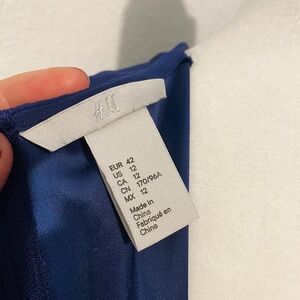 H&M
EUR 42
US 12
CA 12
CN 170/96A
MX 12
Made in
China
Fabriqué en
Chine